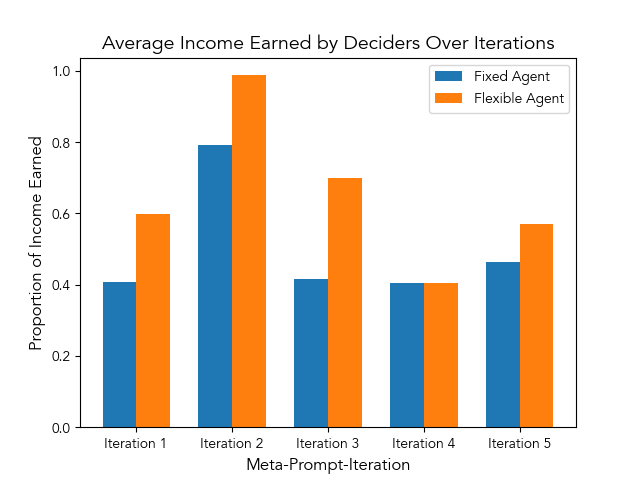 Average Income Earned by Deciders Over Iterations
Fixed Agent
Flexible Agent
Proportion of Income Earned
1.0
0.8
0.6
0.4
0.2
0.0
Iteration 1
Iteration 2
Iteration 3
Iteration 4
Iteration 5
Meta-Prompt-Iteration